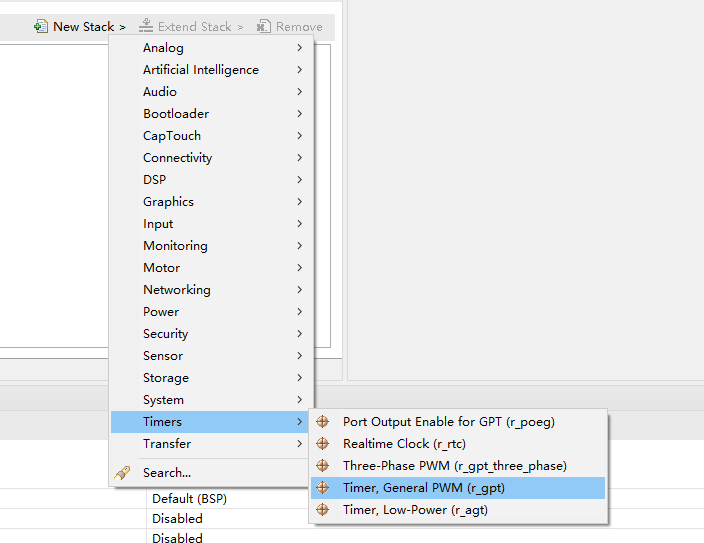 New Stack > Extend Stack > Remove
Analog >
Artificial Intelligence >
Audio >
Bootloader >
CapTouch >
Connectivity >
DSP >
Graphics >
Input >
Monitoring >
Motor >
Networking >
Power >
Security >
Sensor >
Storage >
System >
Timers >
Transfer >
Search...
Port Output Enable for GPT (r_poeg)
Realtime Clock (r_rtc)
Three-Phase PWM (r_gpt_three_phase)
Timer, General PWM (r_gpt)
Timer, Low-Power (r_agt)
Default (BSP)
Disabled
Disabled